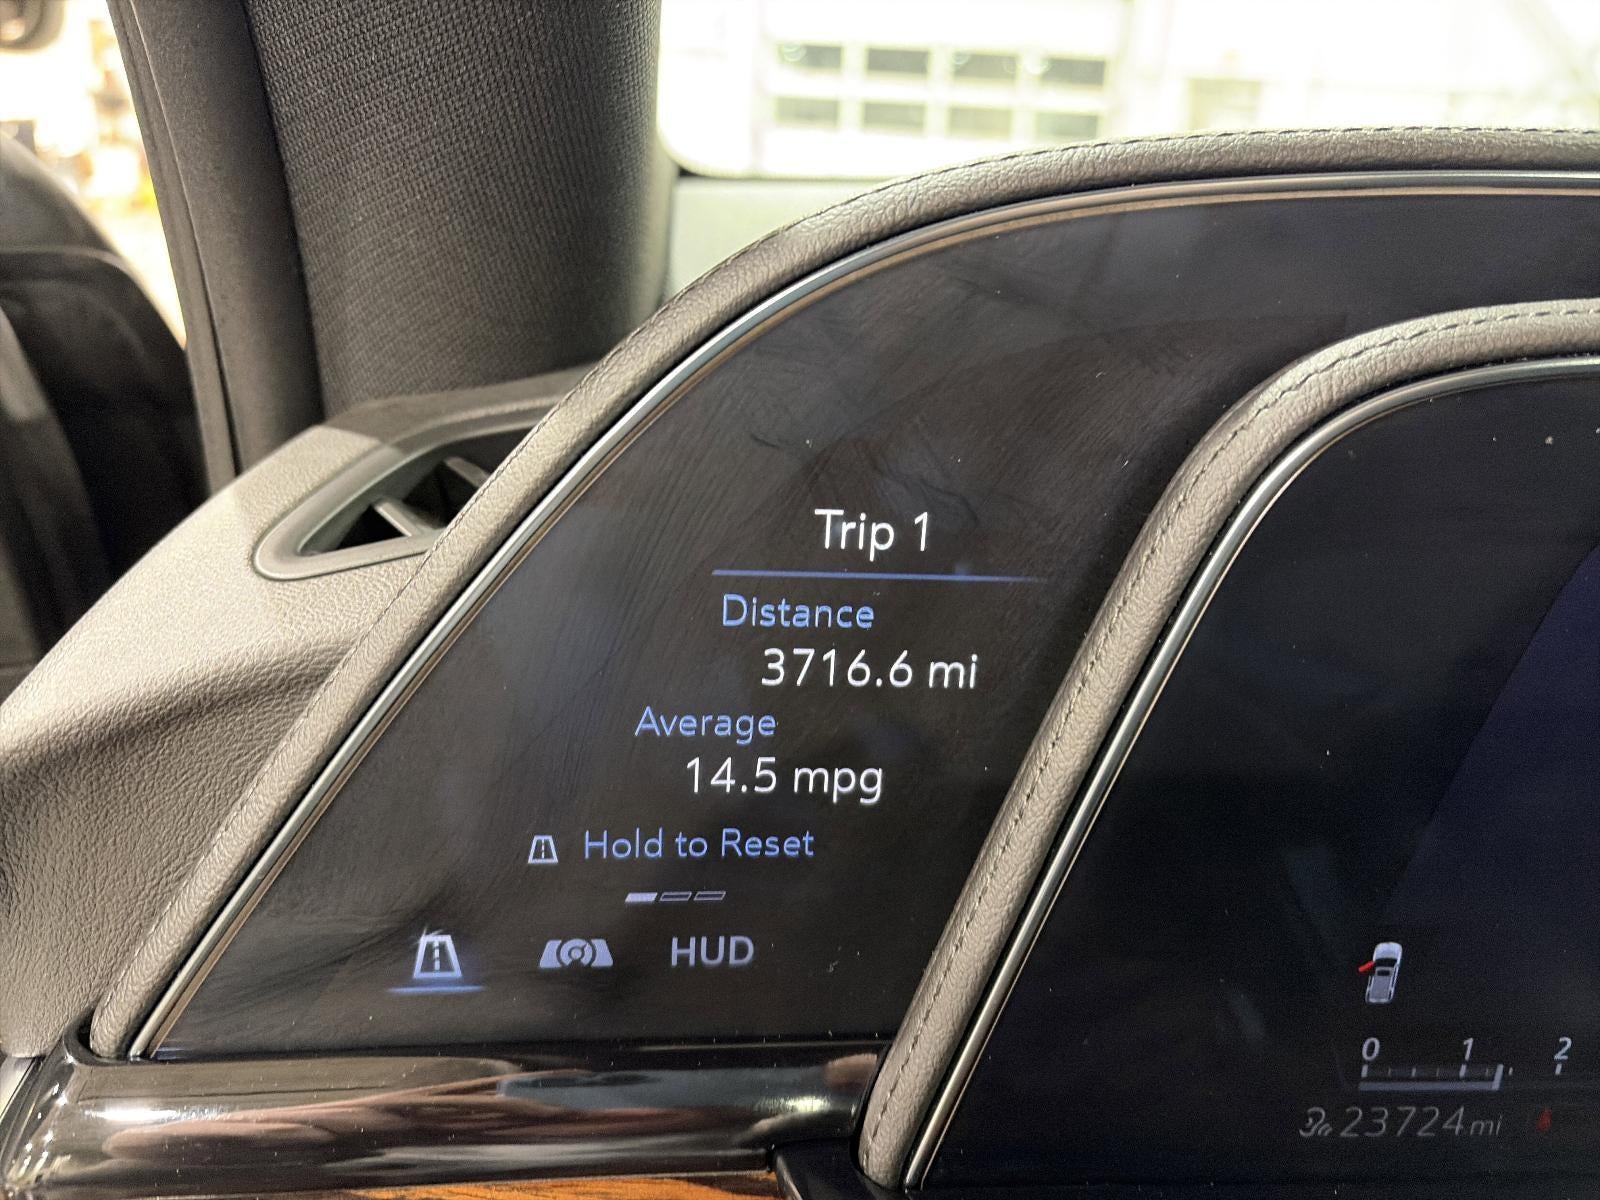 Trip 1
Distance
3716.6 mi
Average
14.5 mpg
Hold to Reset
HUD
0 1 2
23724 mi